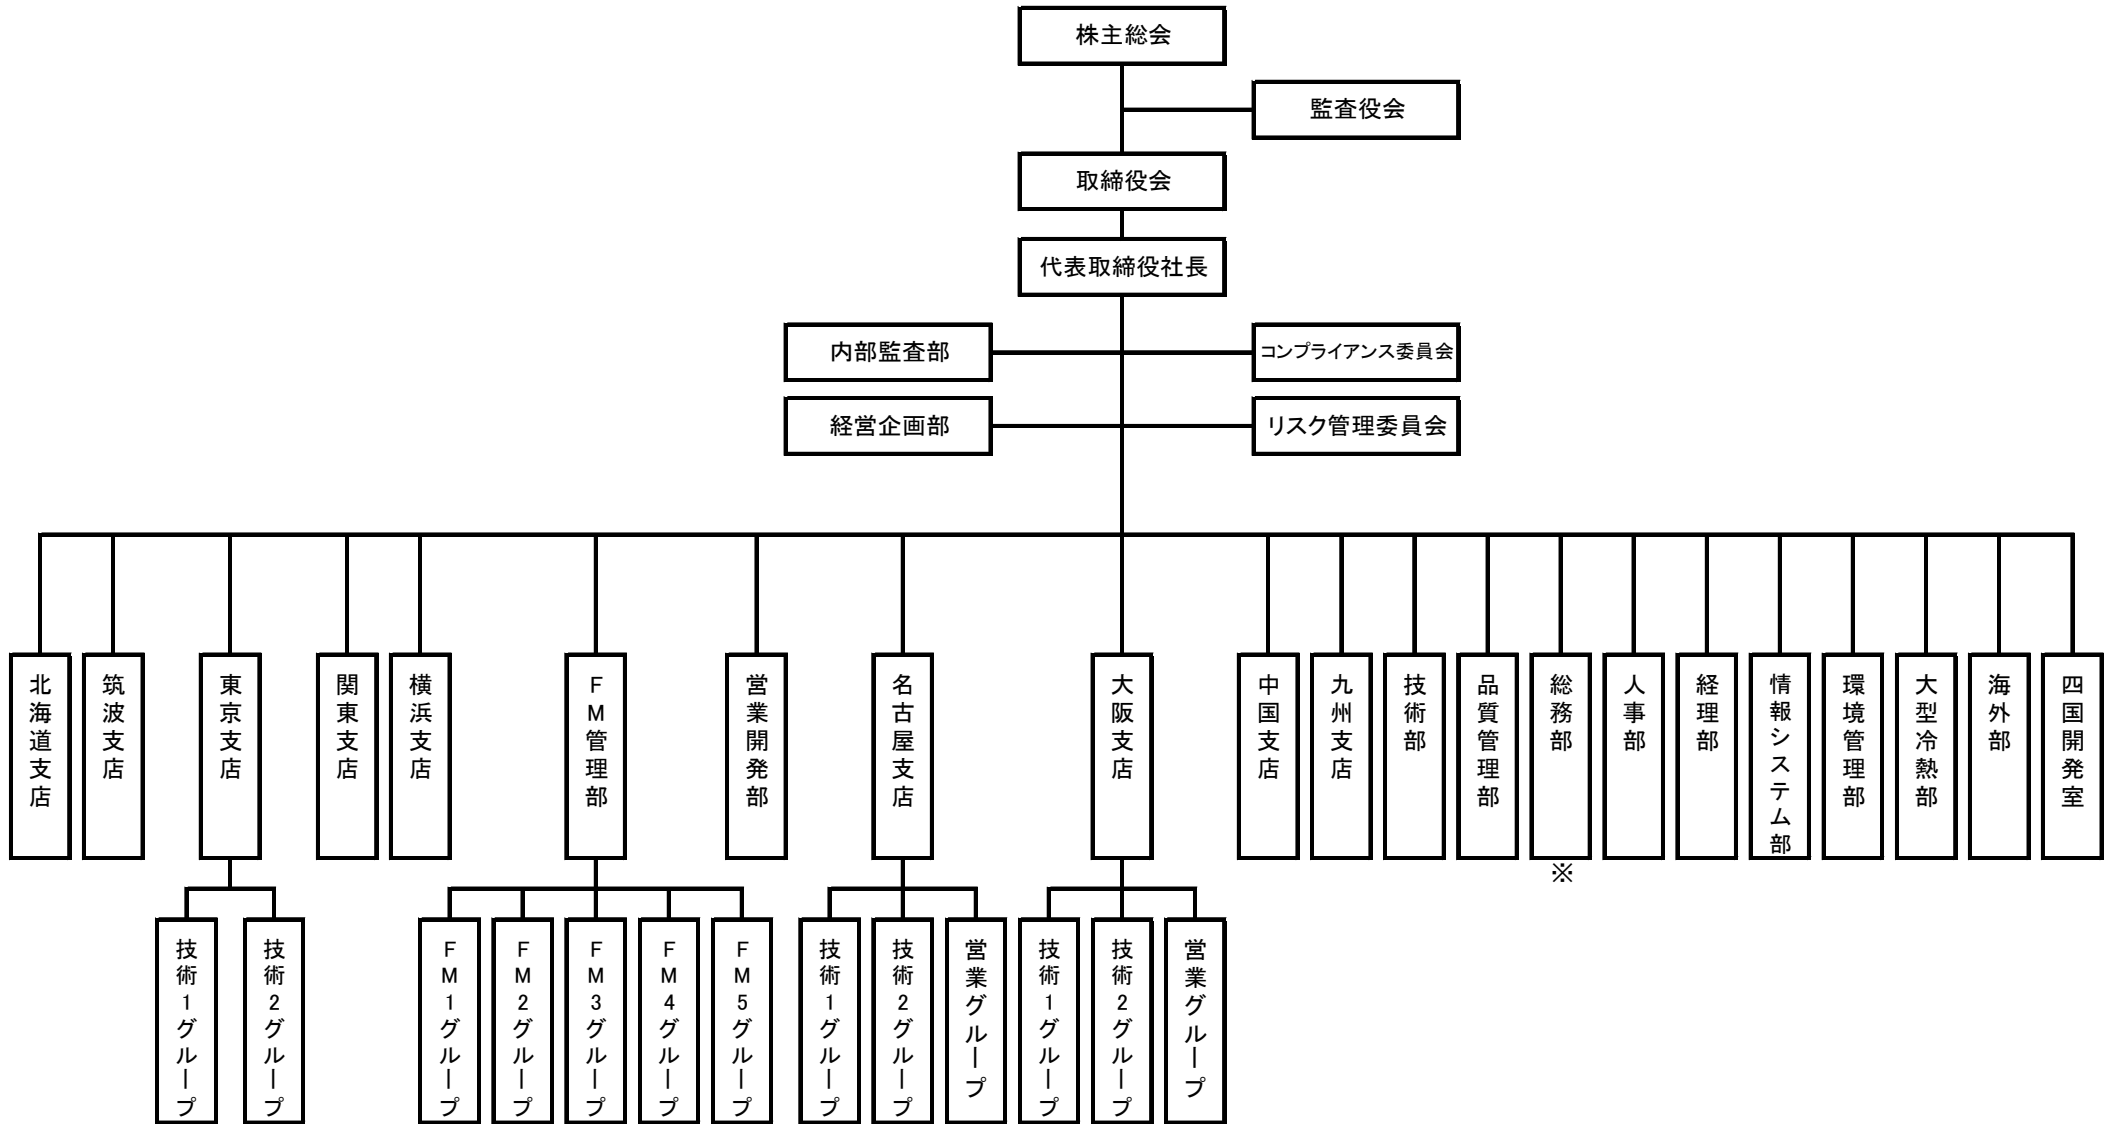 株主総会
監査役会
取締役会
代表取締役社長
内部監査部
コンプライアンス委員会
経営企画部
リスク管理委員会
北海道支店
筑波支店
東京支店
関東支店
横浜支店
FM管理部
営業開発部
名古屋支店
大阪支店
中国支店
九州支店
技術部
品質管理部
総務部
人事部
経理部
情報システム部
環境管理部
大型冷熱部
海外部
四国開発室
※
技術1グループ
技術2グループ
FM1グループ
FM2グループ
FM3グループ
FM4グループ
FM5グループ
技術1グループ
技術2グループ
営業グループ
技術1グループ
技術2グループ
営業グループ